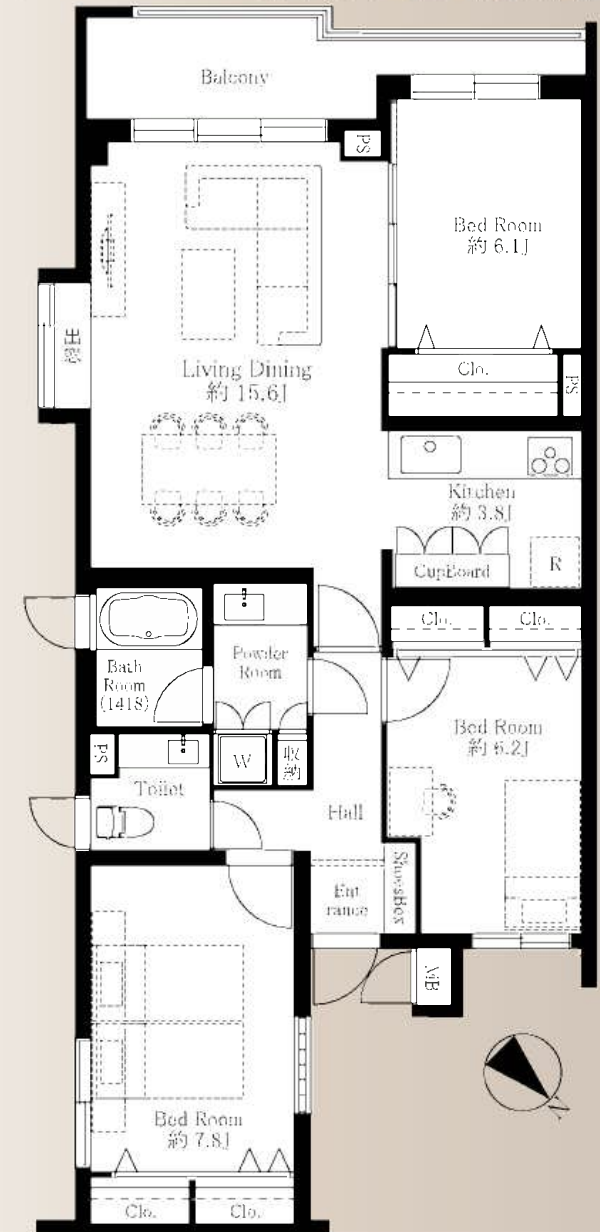 Balcony
PS
Bed Room
約 6.1J
Living Dining
約 15.6J
Clo.
PS
Kitchen
約 3.8J
CupBoard
R
Clo.
Clo.
Powder
Room
Bath
Room
(1418)
Bed Room
約 6.2J
PS
W
収納
Toilet
Hall
ShoesBox
Ent
rance
MB
Bed Room
約 7.8J
Clo.
Clo.
N